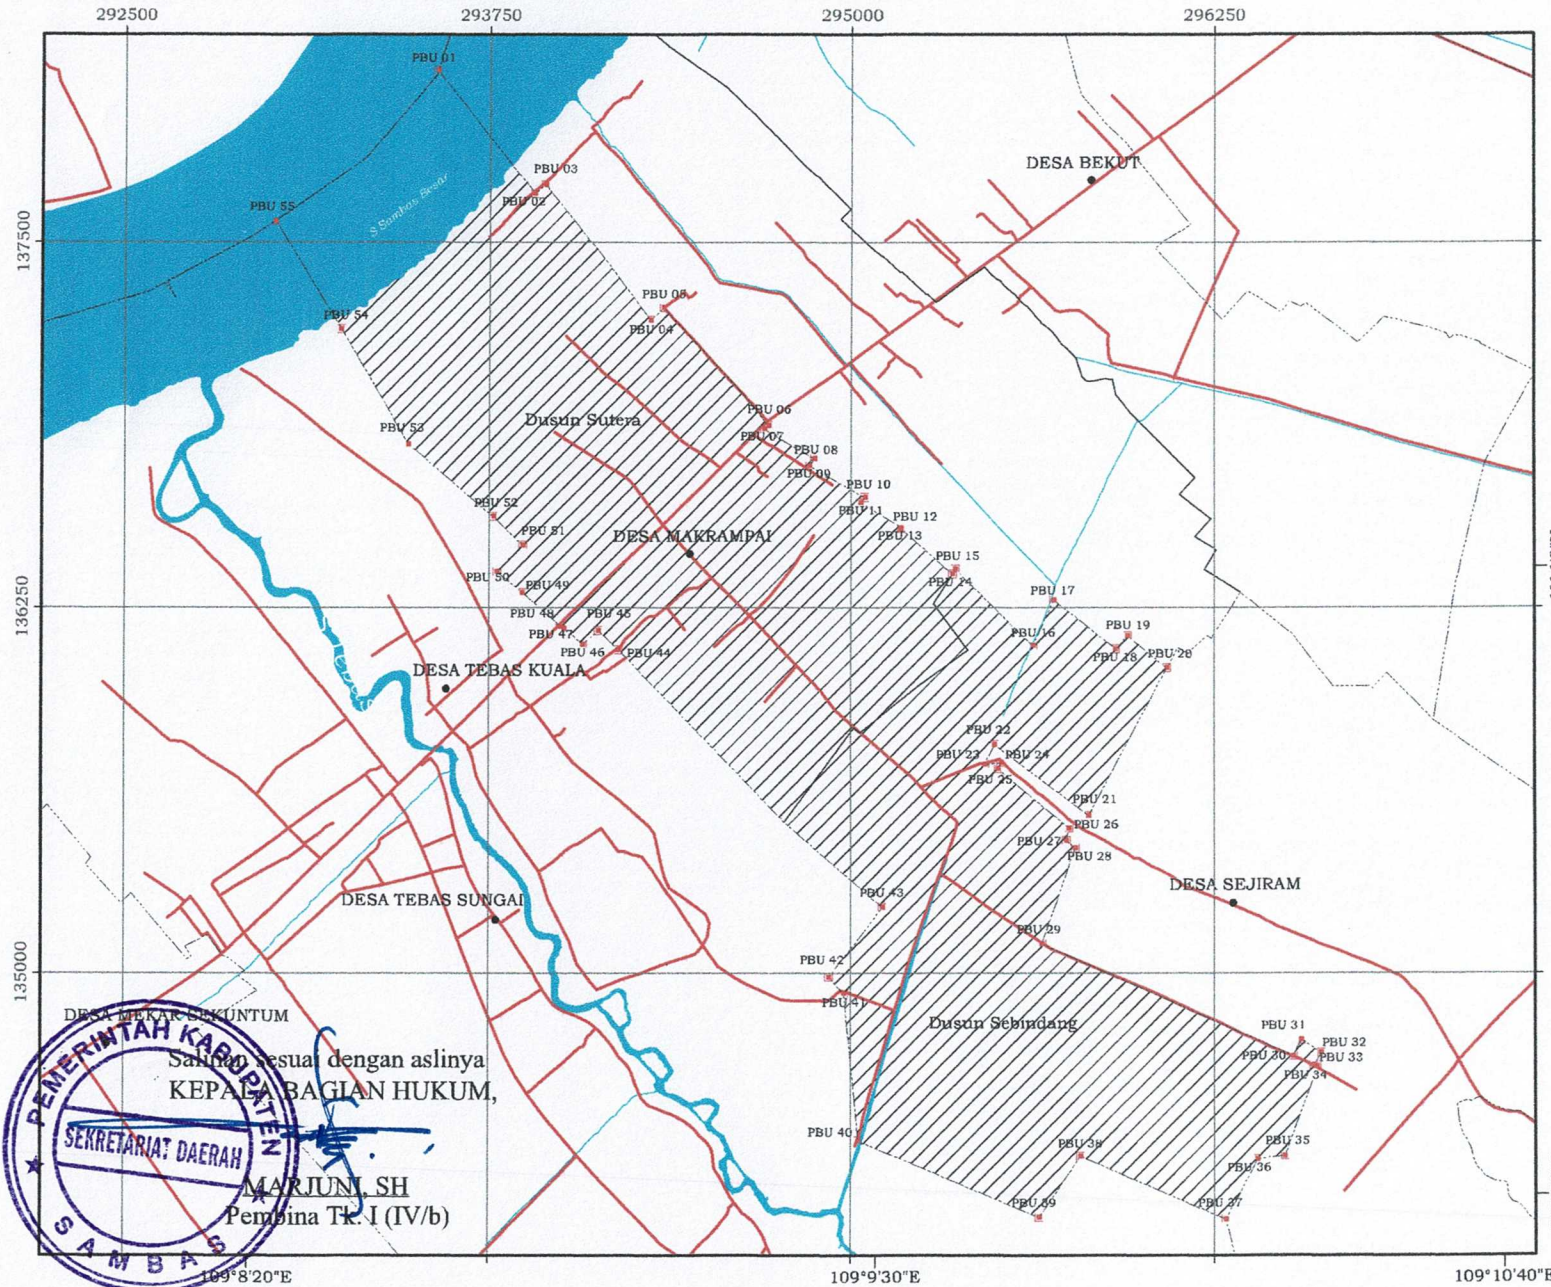 292500
293750
295000
296250
137500
136250
135000
PBU 01
PBU 55
S Sambas Besar
PBU 03
PBU 02
DESA BEKUT
PBU 54
PBU 05
PBU 04
PBU 53
Dusun Sutera
PBU 06
PBU 07
PBU 08
PBU 09
PBU 10
PBU 11
PBU 12
PBU 13
PBU 52
PBU 51
DESA MAKRAMPAI
PBU 15
PBU 14
PBU 50
PBU 49
PBU 17
PBU 48
PBU 45
PBU 47
PBU 46
PBU 44
PBU 16
PBU 19
PBU 18
PBU 20
DESA TEBAS KUALA
PBU 22
PBU 23
PBU 24
PBU 25
PBU 21
PBU 26
PBU 27
PBU 28
DESA SEJIRAM
DESA TEBAS SUNGAI
PBU 43
PBU 29
PBU 42
PBU 41
DESA MEKAR SEKUNTUM
Dusun Sebindang
PBU 31
PBU 32
PBU 30
PBU 33
PBU 34
PBU 40
PBU 38
PBU 35
PBU 36
PBU 39
PBU 37
Salinan sesuai dengan aslinya
KEPALA BAGIAN HUKUM,
MARJUNI, SH
Pembina Tk. I (IV/b)
PEMERINTAH KABUPATEN
SEKRETARIAT DAERAH
SAMBAS
109°8'20"E
109°9'30"E
109°10'40"E